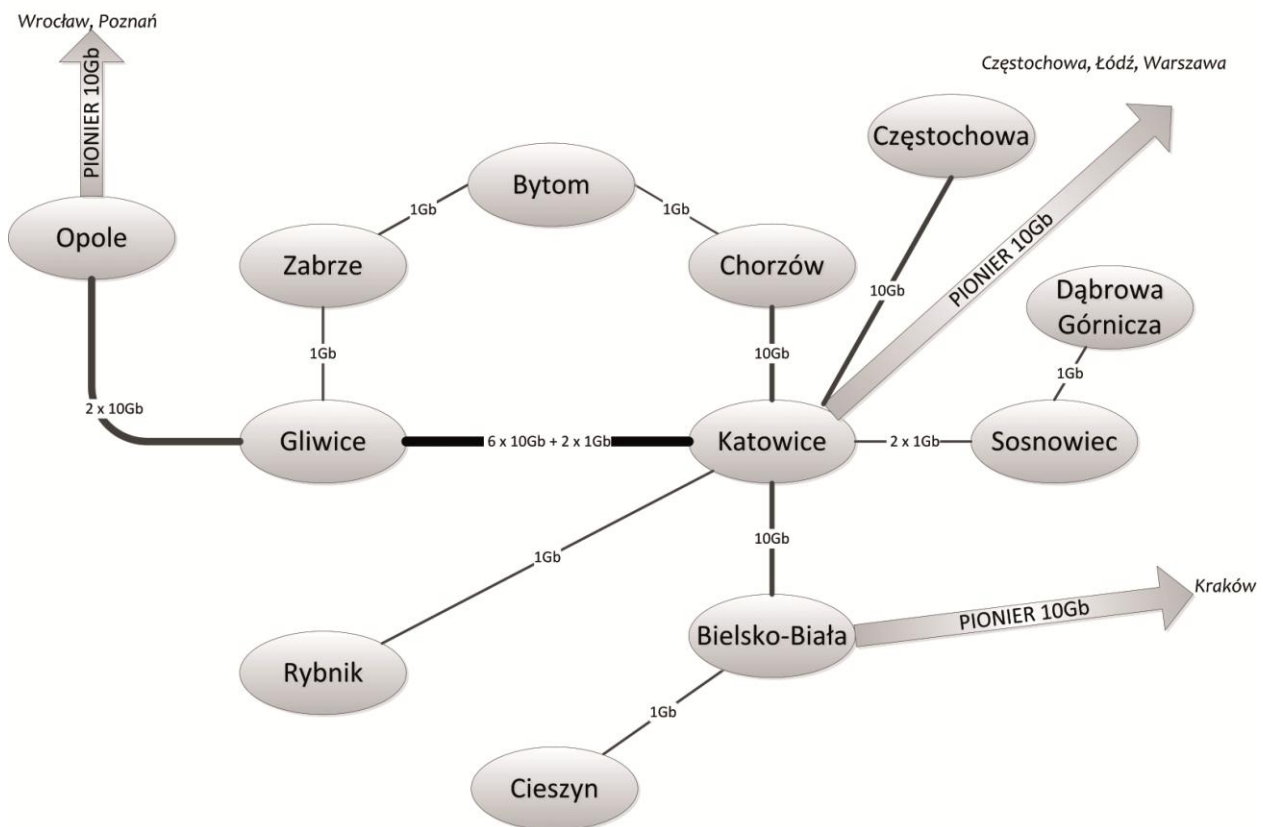 Wrocław, Poznań
PIONIER 10Gb
Częstochowa, Łódź, Warszawa
Częstochowa
Bytom
1Gb
1Gb
Opole
Zabrze
Chorzów
PIONIER 10Gb
10Gb
Dąbrowa
Górnicza
1Gb
10Gb
1Gb
2 x 10Gb
Gliwice
6 x 10Gb + 2 x 1Gb
Katowice
2 x 1Gb
Sosnowiec
1Gb
10Gb
Kraków
PIONIER 10Gb
Bielsko-Biała
Rybnik
1Gb
Cieszyn